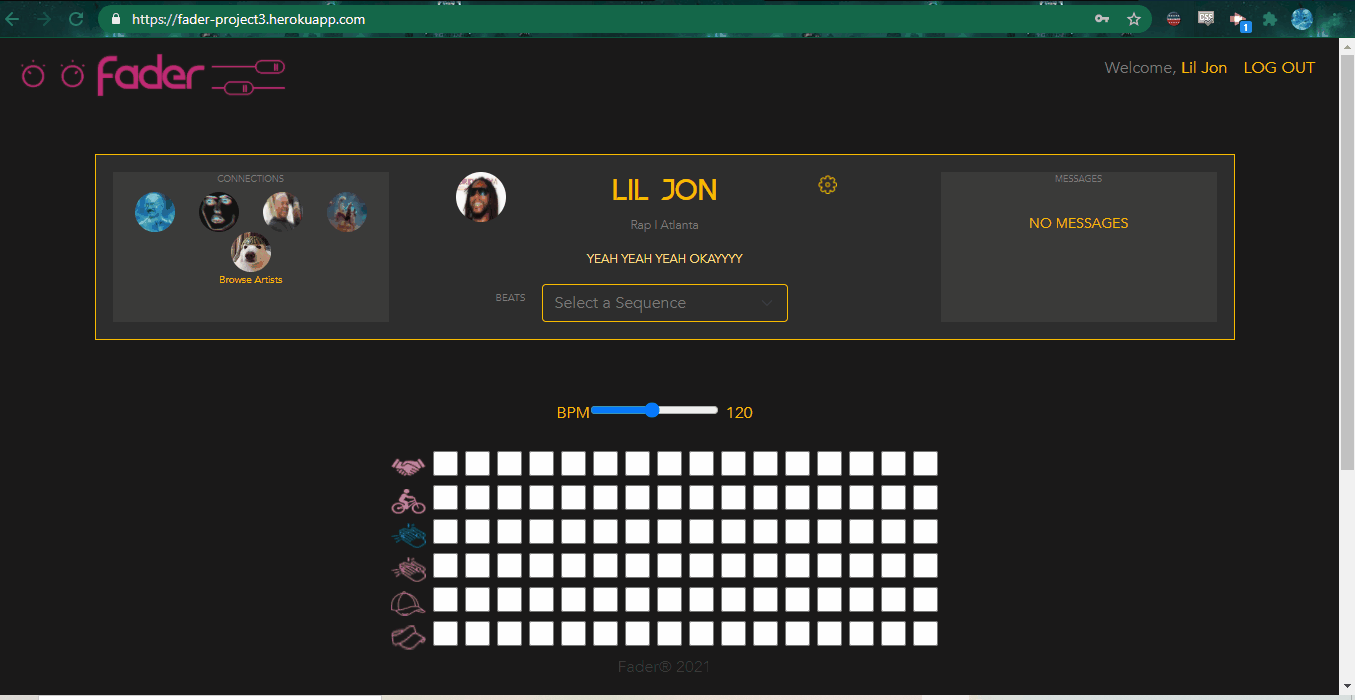 https://fader-project3.herokuapp.com
1
fader
Welcome, Lil Jon LOG OUT
CONNECTIONS
Browse Artists
LIL JON
Rap | Atlanta
YEAH YEAH YEAH OKAYYYY
BEATS
Select a Sequence
MESSAGES
NO MESSAGES
BPM 120
Fader® 2021